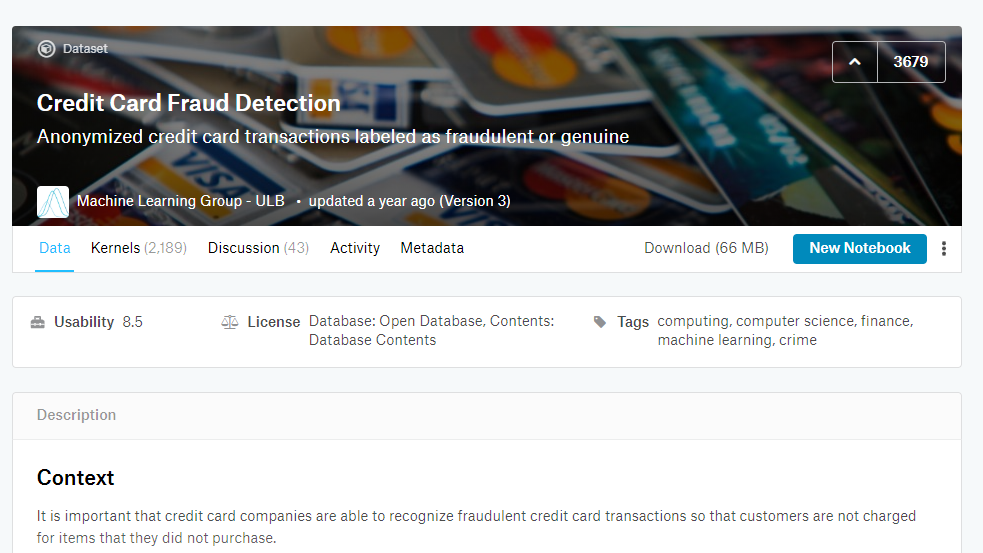 Dataset
3679
Credit Card Fraud Detection
Anonymized credit card transactions labeled as fraudulent or genuine
VISA
MasterCard
Machine Learning Group - ULB • updated a year ago (Version 3)
Data Kernels (2,189) Discussion (43) Activity Metadata Download (66 MB) New Notebook
Usability 8.5 License Database: Open Database, Contents: Database Contents Tags computing, computer science, finance, machine learning, crime
Description
Context
It is important that credit card companies are able to recognize fraudulent credit card transactions so that customers are not charged
for items that they did not purchase.